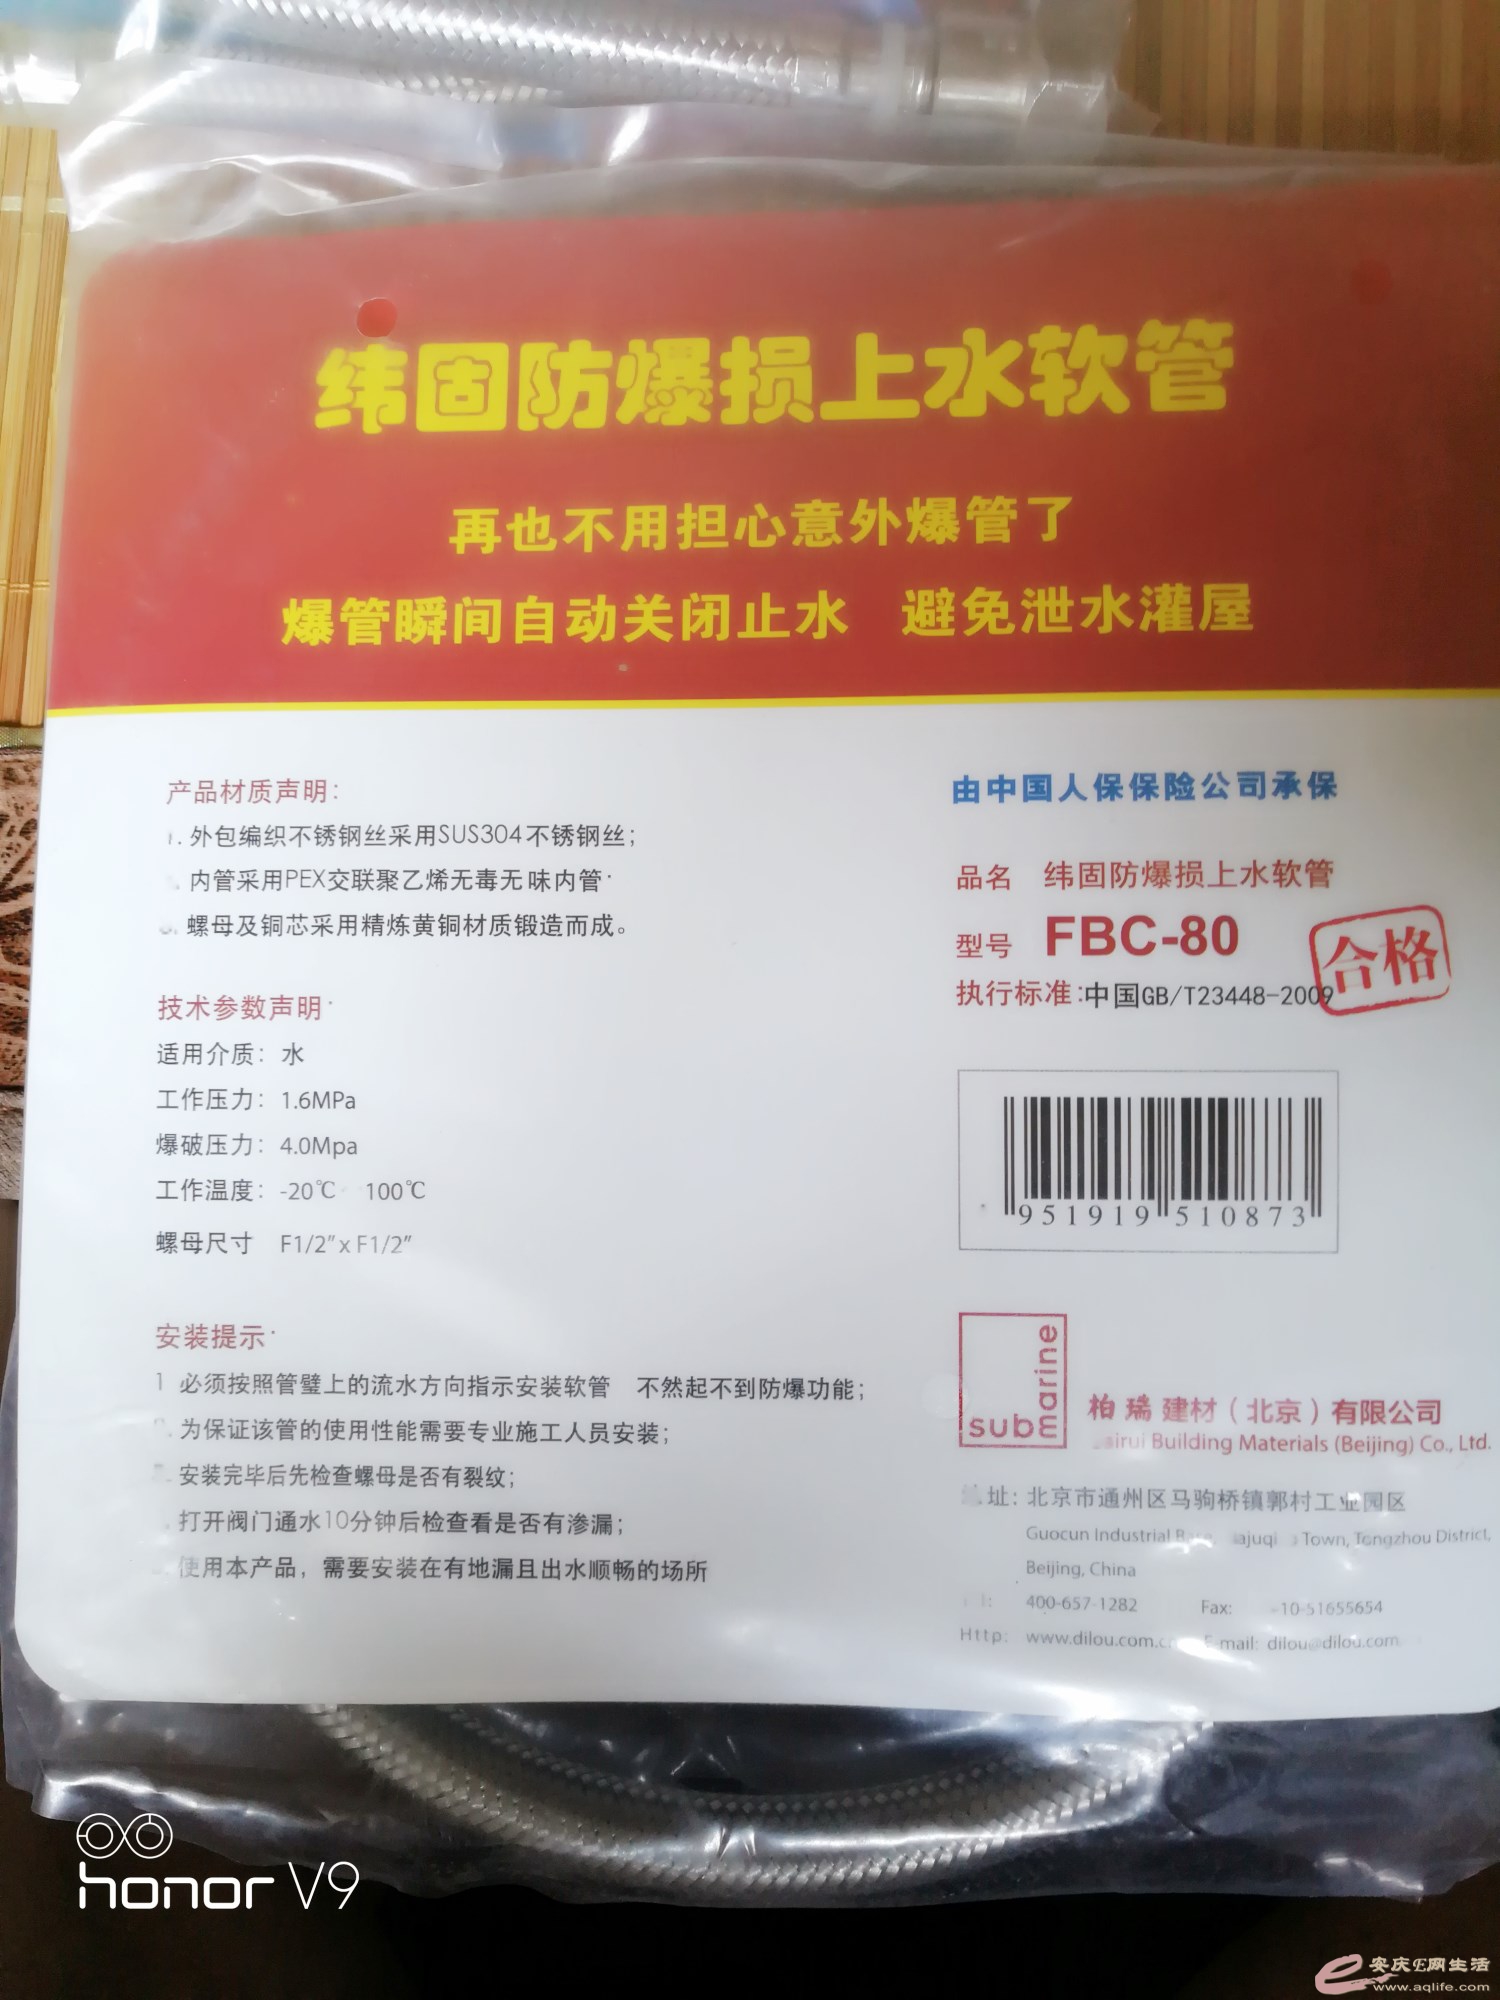 纬固防爆损上水软管
再也不用担心意外爆管了
爆管瞬间自动关闭止水 避免泄水灌屋
产品材质声明:
1. 外包编织不锈钢丝采用SUS304不锈钢丝;
内管采用PEX交联聚乙烯无毒无味内管
螺母及铜芯采用精炼黄铜材质锻造而成。
技术参数声明
适用介质: 水
工作压力: 1.6MPa
爆破压力: 4.0Mpa
工作温度: -20℃ 100℃
螺母尺寸 F1/2"x F1/2"
安装提示
1 必须按照管壁上的流水方向指示安装软管 不然起不到防爆功能;
为保证该管的使用性能需要专业施工人员安装;
安装完毕后先检查螺母是否有裂纹;
打开阀门通水10分钟后检查看是否有渗漏;
使用本产品, 需要安装在有地漏且出水顺畅的场所
由中国人保保险公司承保
品名 纬固防爆损上水软管
型号 FBC-80
执行标准:中国GB/T23448-2009
合格
951919 510873
submarine
柏瑞建材(北京)有限公司
Building Materials (Beijing) Co., Ltd.
址: 北京市通州区马驹桥镇郭村工业园区
Guocun Industrial Town, Tongzhou District,
Beijing, China
400-657-1282 Fax: -10-51655654
Http: www.dilou.com.c E-mail: dilou@dilou.com
honor V9
安庆E网生活
www.aqlife.com